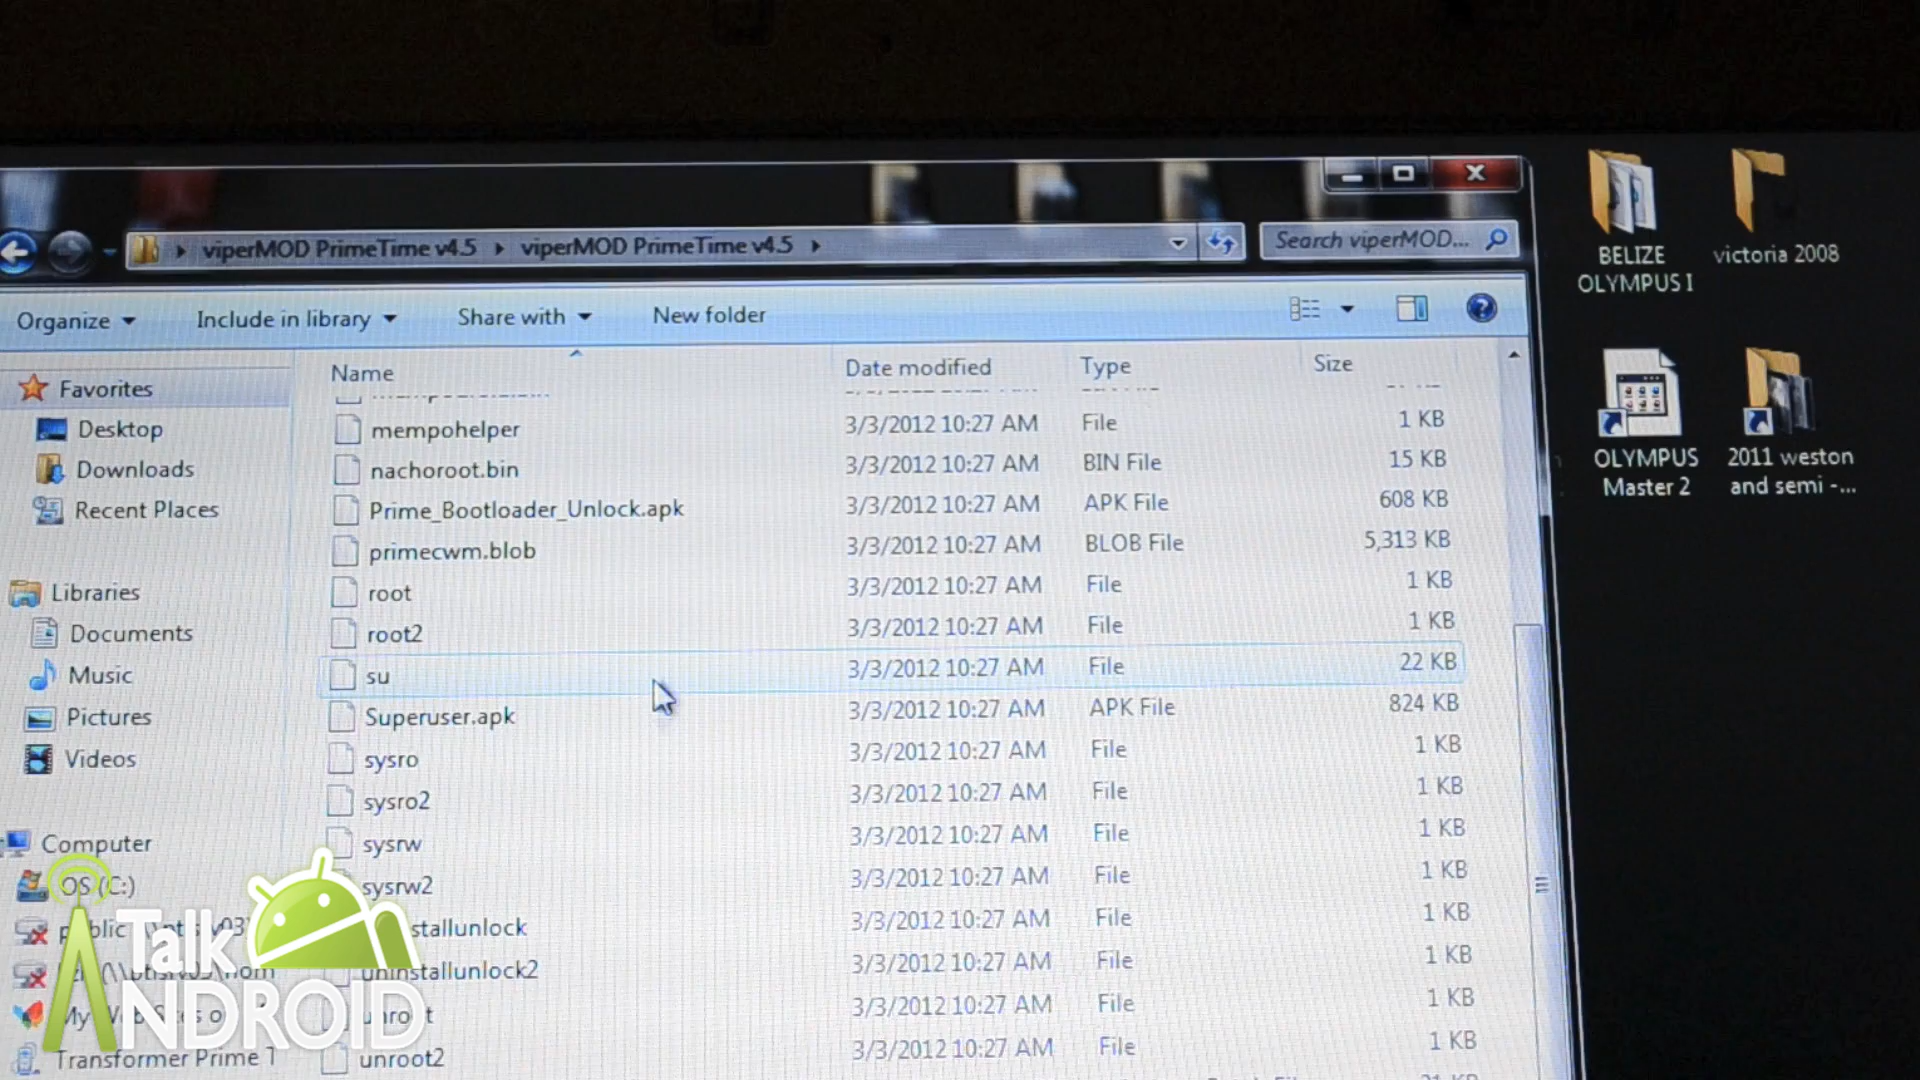 viperMOD PrimeTime v4.5 viperMOD PrimeTime v4.5 Search viperMOD...
Organize Include in library Share with New folder
Name Date modified Type Size
Favorites
Desktop
Downloads
Recent Places
Libraries
Documents
Music
Pictures
Videos
Computer
OS (C:)
Transformer Prime T
mempohelper 3/3/2012 10:27 AM File 1 KB
nachoroot.bin 3/3/2012 10:27 AM BIN File 15 KB
Prime_Bootloader_Unlock.apk 3/3/2012 10:27 AM APK File 608 KB
primecwm.blob 3/3/2012 10:27 AM BLOB File 5,313 KB
root 3/3/2012 10:27 AM File 1 KB
root2 3/3/2012 10:27 AM File 1 KB
su 3/3/2012 10:27 AM File 22 KB
Superuser.apk 3/3/2012 10:27 AM APK File 824 KB
sysro 3/3/2012 10:27 AM File 1 KB
sysro2 3/3/2012 10:27 AM File 1 KB
sysrw 3/3/2012 10:27 AM File 1 KB
sysrw2 3/3/2012 10:27 AM File 1 KB
stallunlock 3/3/2012 10:27 AM File 1 KB
uninstallunlock2 3/3/2012 10:27 AM File 1 KB
unroot 3/3/2012 10:27 AM File 1 KB
unroot2 3/3/2012 10:27 AM File 1 KB
BELIZE
OLYMPUS I
victoria 2008
OLYMPUS
Master 2
2011 weston
and semi -...
Talk
ANDROID